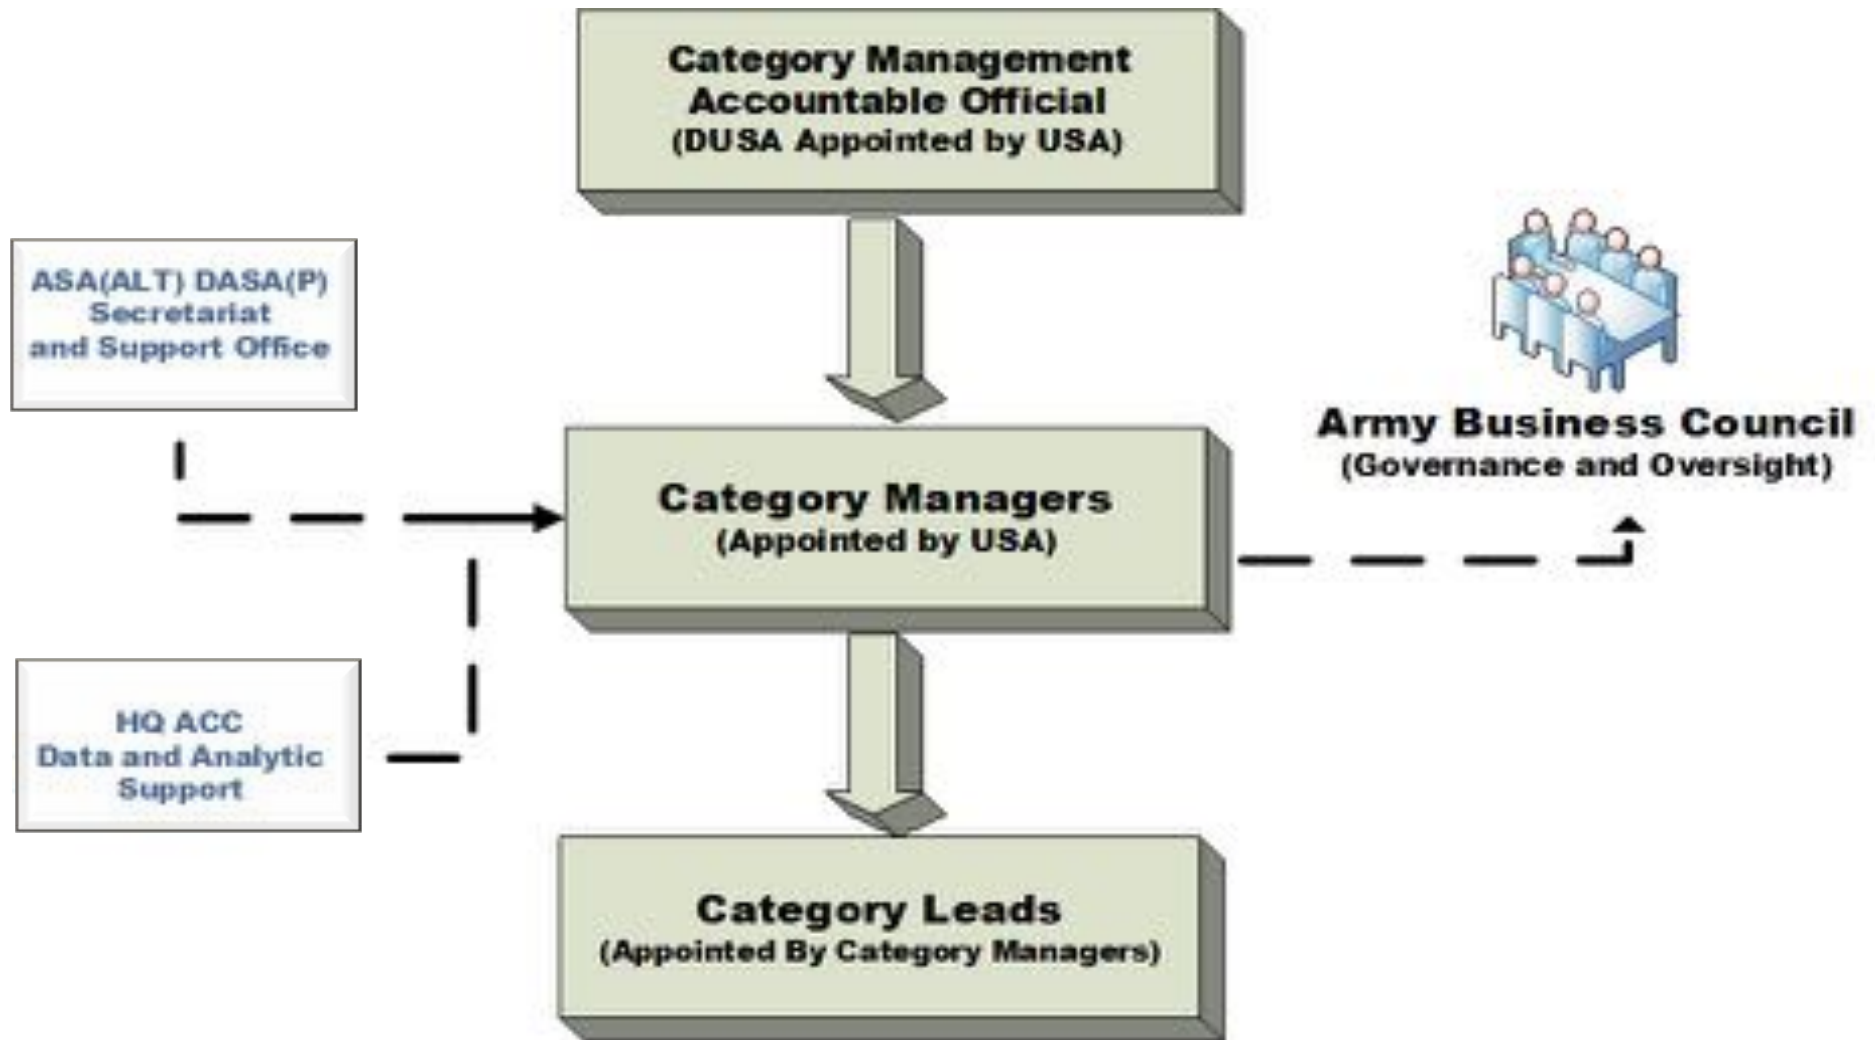 Category Management
Accountable Official
(DUSA Appointed by USA)
ASA(ALT) DASA(P)
Secretariat
and Support Office
Army Business Council
(Governance and Oversight)
Category Managers
(Appointed by USA)
HQ ACC
Data and Analytic
Support
Category Leads
(Appointed By Category Managers)